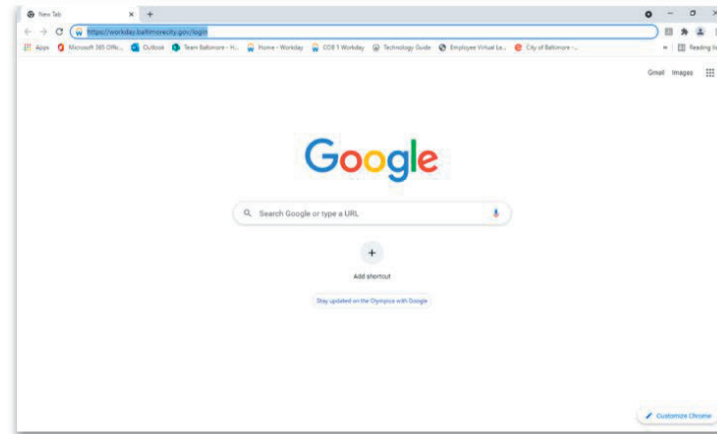 New Tab
https://workday.baltimorecity.gov/login
Apps Microsoft 365 Offic... Outlook Team Baltimore - H... Home - Workday COB 1 Workday Technology Guide Employee Virtual Lo... City of Baltimore -... » Reading list
Gmail Images
Google
Search Google or type a URL
Add shortcut
Stay updated on the Olympics with Google
Customize Chrome